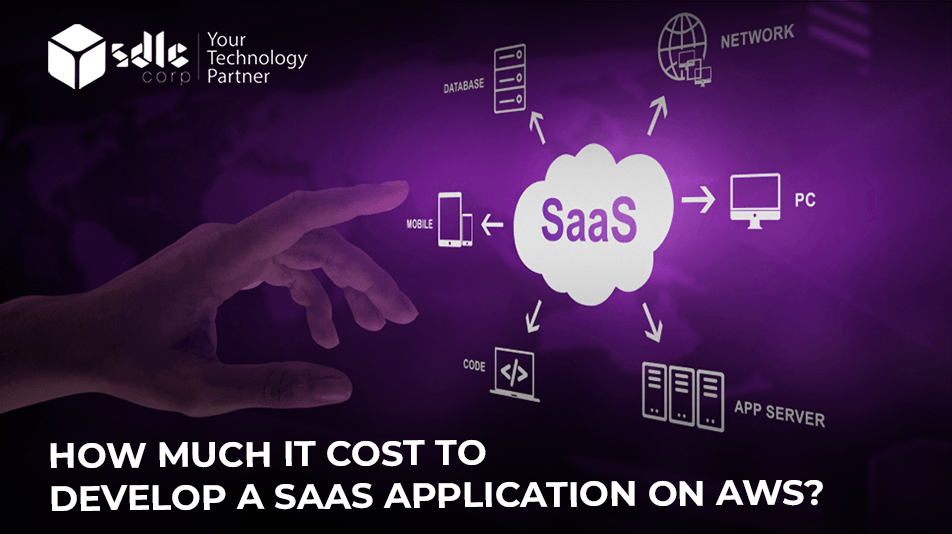 sdlc
corp
Your
Technology
Partner
NETWORK
DATABASE
MOBILE
SaaS
PC
CODE
</>
APP SERVER
HOW MUCH IT COST TO
DEVELOP A SAAS APPLICATION ON AWS?